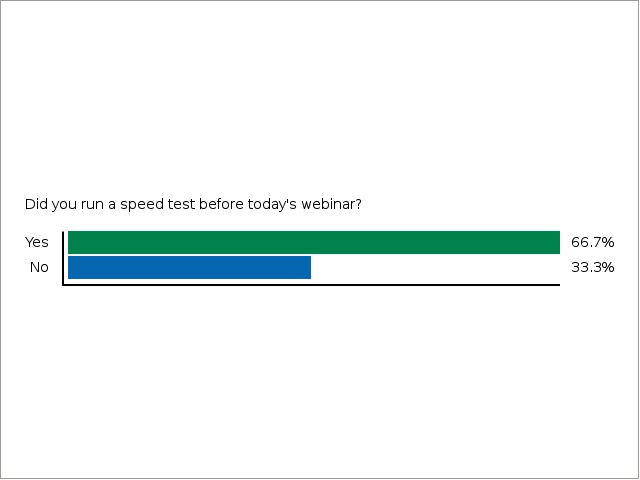 Did you run a speed test before today's webinar?
Yes 66.7%
No 33.3%